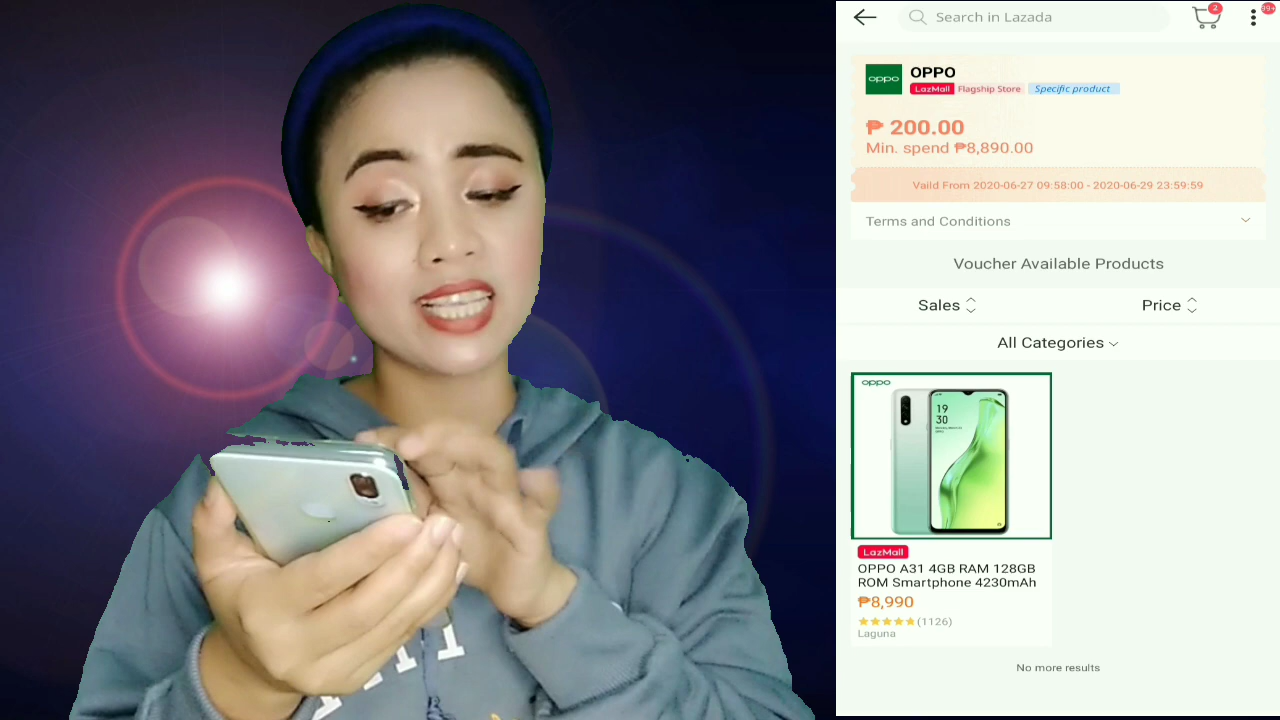 Search in Lazada
2
99+
oppo
OPPO
LazMall Flagship Store Specific product
₱ 200.00
Min. spend ₱8,890.00
Vaild From 2020-06-27 09:58:00 - 2020-06-29 23:59:59
Terms and Conditions
Voucher Available Products
Sales
Price
All Categories
oppo
19
30
LazMall
OPPO A31 4GB RAM 128GB
ROM Smartphone 4230mAh
₱8,990
(1126)
Laguna
No more results